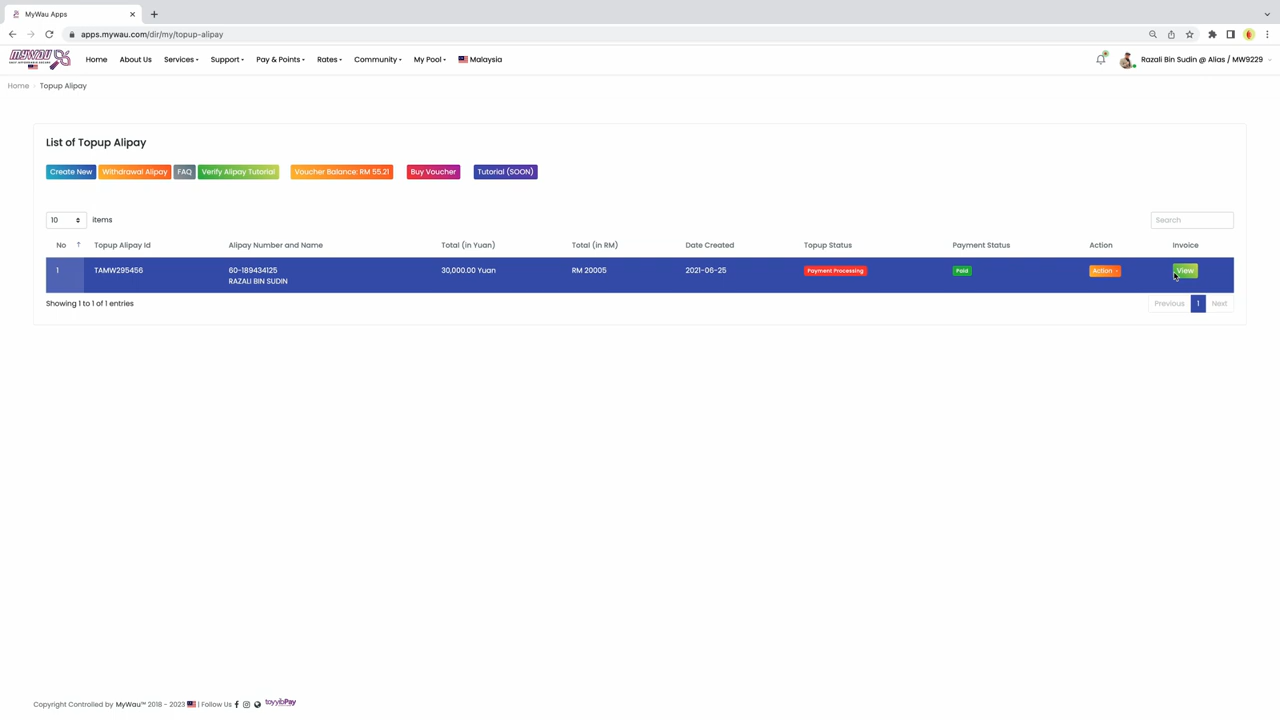 MyWau Apps
apps.mywau.com/dir/my/topup-alipay
MYWAU
Home About Us Services Support Pay & Points Rates Community My Pool Malaysia
Razali Bin Sudin @ Alias / MW9229
Home Topup Alipay
List of Topup Alipay
Create New Withdrawal Alipay FAQ Verify Alipay Tutorial Voucher Balance: RM 55.21 Buy Voucher Tutorial (SOON)
10 items Search
No Topup Alipay Id Alipay Number and Name Total (in Yuan) Total (in RM) Date Created Topup Status Payment Status Action Invoice
1 TAMW295456 60-189434125 30,000.00 Yuan RM 20005 2021-06-25 Payment Processing Paid Action View
RAZALI BIN SUDIN
Showing 1 to 1 of 1 entries Previous 1 Next
Copyright Controlled by MyWau™ 2018 - 2023 | Follow Us toyyibPay